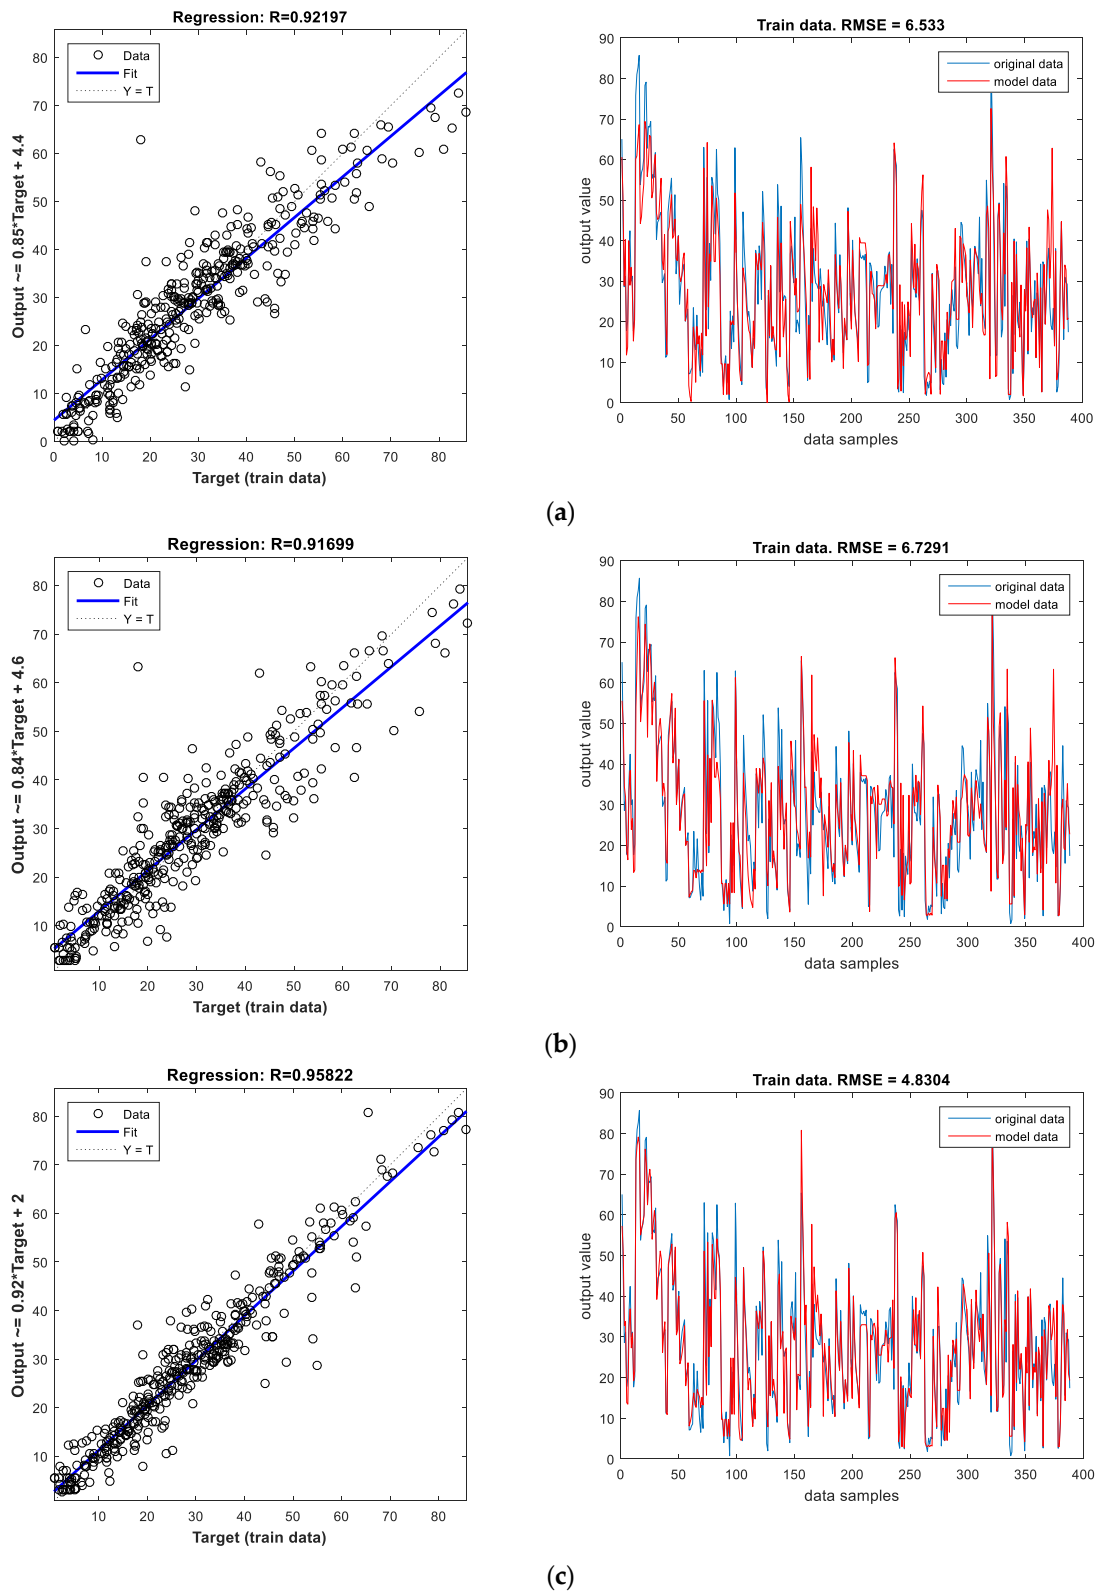 Regression: R=0.92197
Data
Fit
Y = T
Output ~= 0.85*Target + 4.4
80
70
60
50
40
30
20
10
0
0 10 20 30 40 50 60 70 80
Target (train data)
Train data. RMSE = 6.533
original data
model data
output value
90
80
70
60
50
40
30
20
10
0
0 50 100 150 200 250 300 350 400
data samples
(a)
Regression: R=0.91699
Data
Fit
Y = T
Output ~= 0.84*Target + 4.6
80
70
60
50
40
30
20
10
10 20 30 40 50 60 70 80
Target (train data)
Train data. RMSE = 6.7291
original data
model data
output value
90
80
70
60
50
40
30
20
10
0
0 50 100 150 200 250 300 350 400
data samples
(b)
Regression: R=0.95822
Data
Fit
Y = T
Output ~= 0.92*Target + 2
80
70
60
50
40
30
20
10
10 20 30 40 50 60 70 80
Target (train data)
Train data. RMSE = 4.8304
original data
model data
output value
90
80
70
60
50
40
30
20
10
0
0 50 100 150 200 250 300 350 400
data samples
(c)